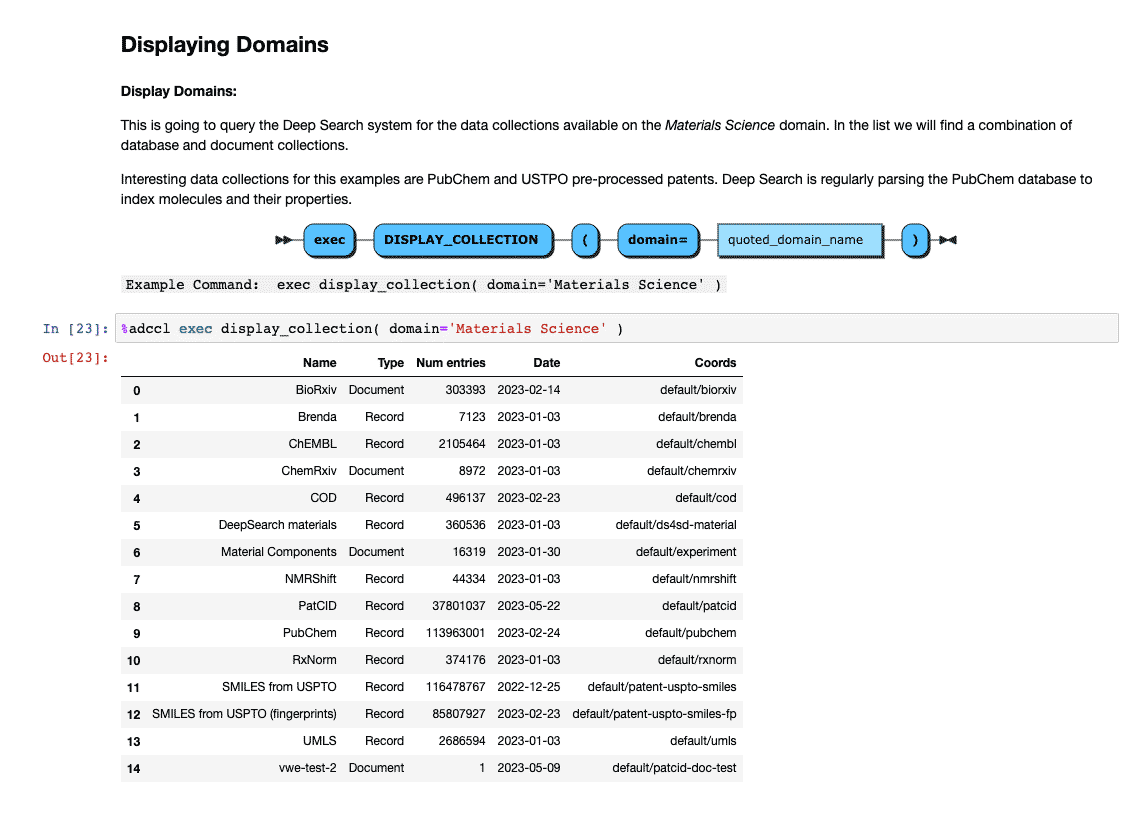 Displaying Domains
Display Domains:
This is going to query the Deep Search system for the data collections available on the Materials Science domain. In the list we will find a combination of
database and document collections.
Interesting data collections for this examples are PubChem and USTPO pre-processed patents. Deep Search is regularly parsing the PubChem database to
index molecules and their properties.
exec DISPLAY_COLLECTION ( domain= quoted_domain_name )
Example Command:  exec display_collection( domain='Materials Science' )
In [23]: %adccl exec display_collection( domain='Materials Science' )
Out[23]:
Name Type Num entries Date Coords
0 BioRxiv Document 303393 2023-02-14 default/biorxiv
1 Brenda Record 7123 2023-01-03 default/brenda
2 ChEMBL Record 2105464 2023-01-03 default/chembl
3 ChemRxiv Document 8972 2023-01-03 default/chemrxiv
4 COD Record 496137 2023-02-23 default/cod
5 DeepSearch materials Record 360536 2023-01-03 default/ds4sd-material
6 Material Components Document 16319 2023-01-30 default/experiment
7 NMRShift Record 44334 2023-01-03 default/nmrshift
8 PatCID Record 37801037 2023-05-22 default/patcid
9 PubChem Record 113963001 2023-02-24 default/pubchem
10 RxNorm Record 374176 2023-01-03 default/rxnorm
11 SMILES from USPTO Record 116478767 2022-12-25 default/patent-uspto-smiles
12 SMILES from USPTO (fingerprints) Record 85807927 2023-02-23 default/patent-uspto-smiles-fp
13 UMLS Record 2686594 2023-01-03 default/umls
14 vwe-test-2 Document 1 2023-05-09 default/patcid-doc-test